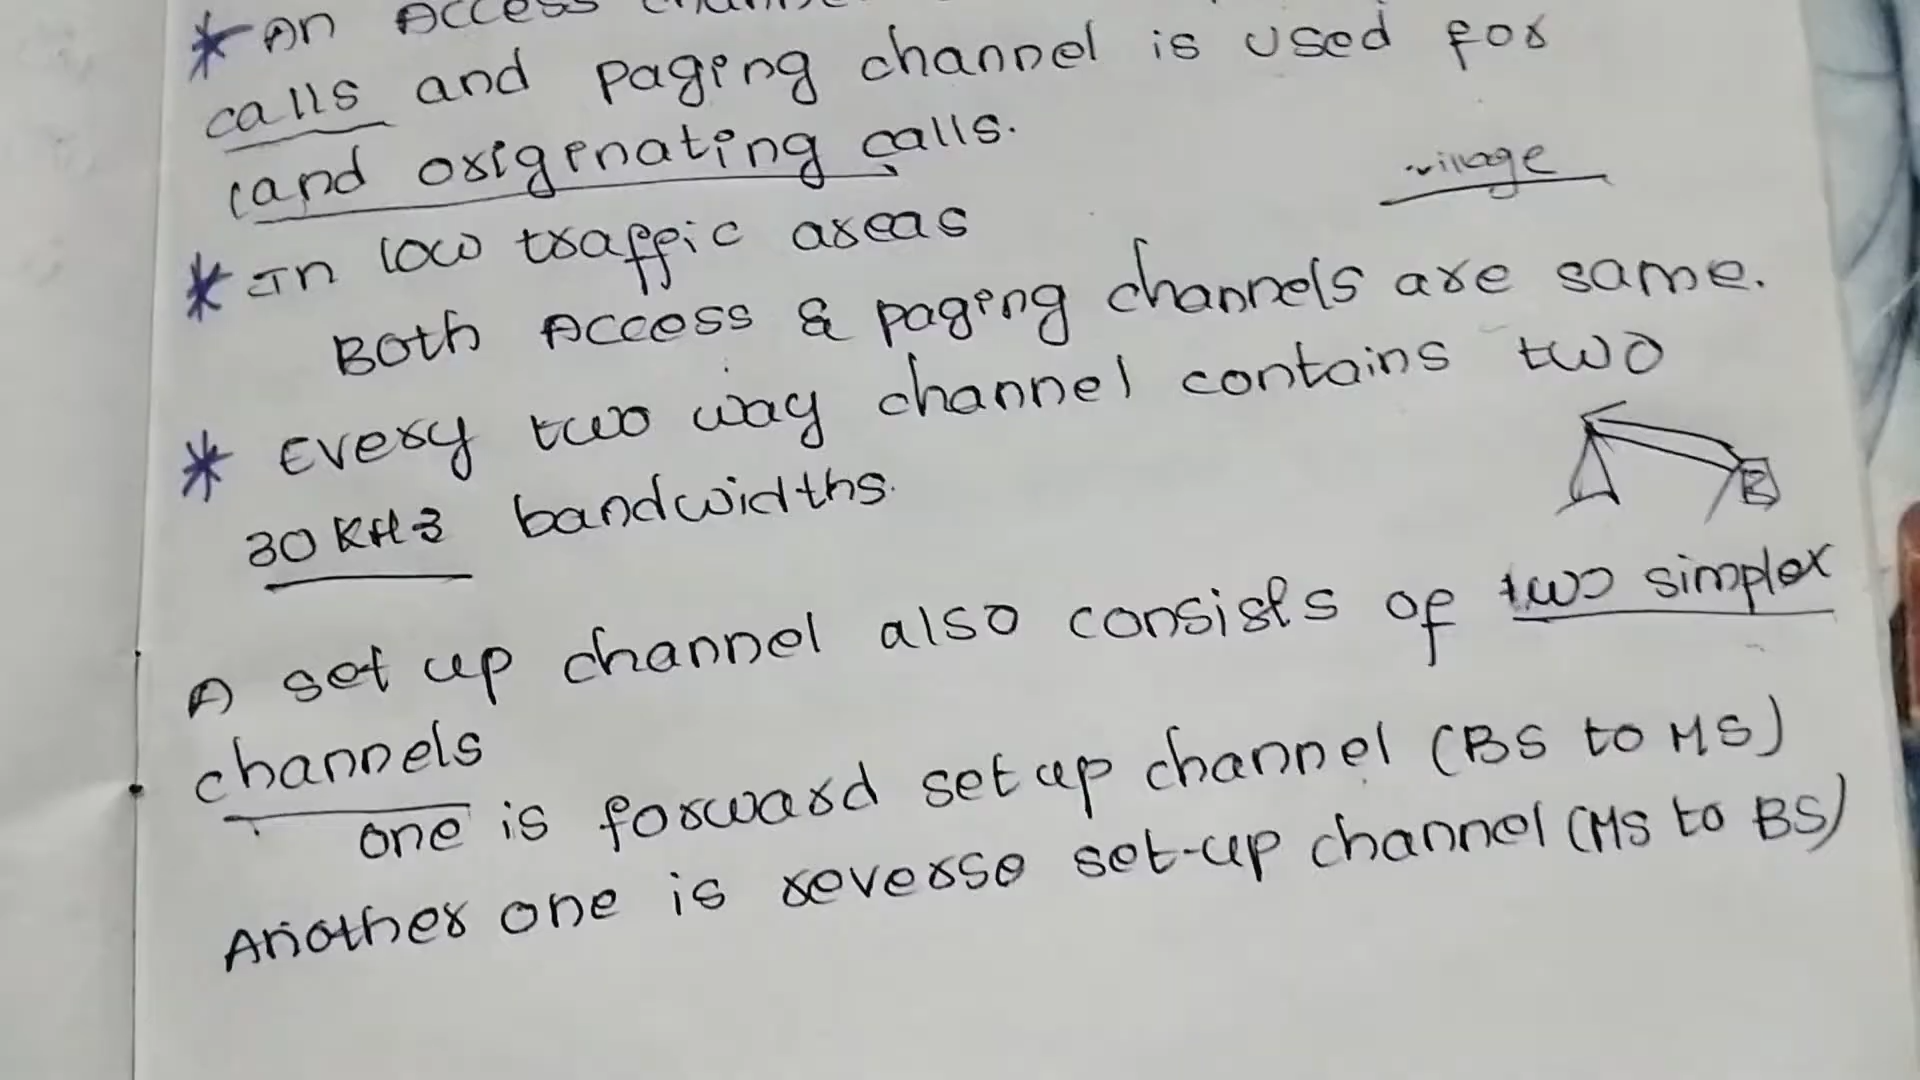 * An Access
calls and paging channel is used for
(and origenating calls.
village
* In low traffic areas
Both Access & paging channels are same.
* Every two way channel contains two
30 KHz bandwidths.
B
A set up channel also consists of two simplex
channels
one is forward set up channel (BS to MS)
Another one is reverse set-up channel (MS to BS)